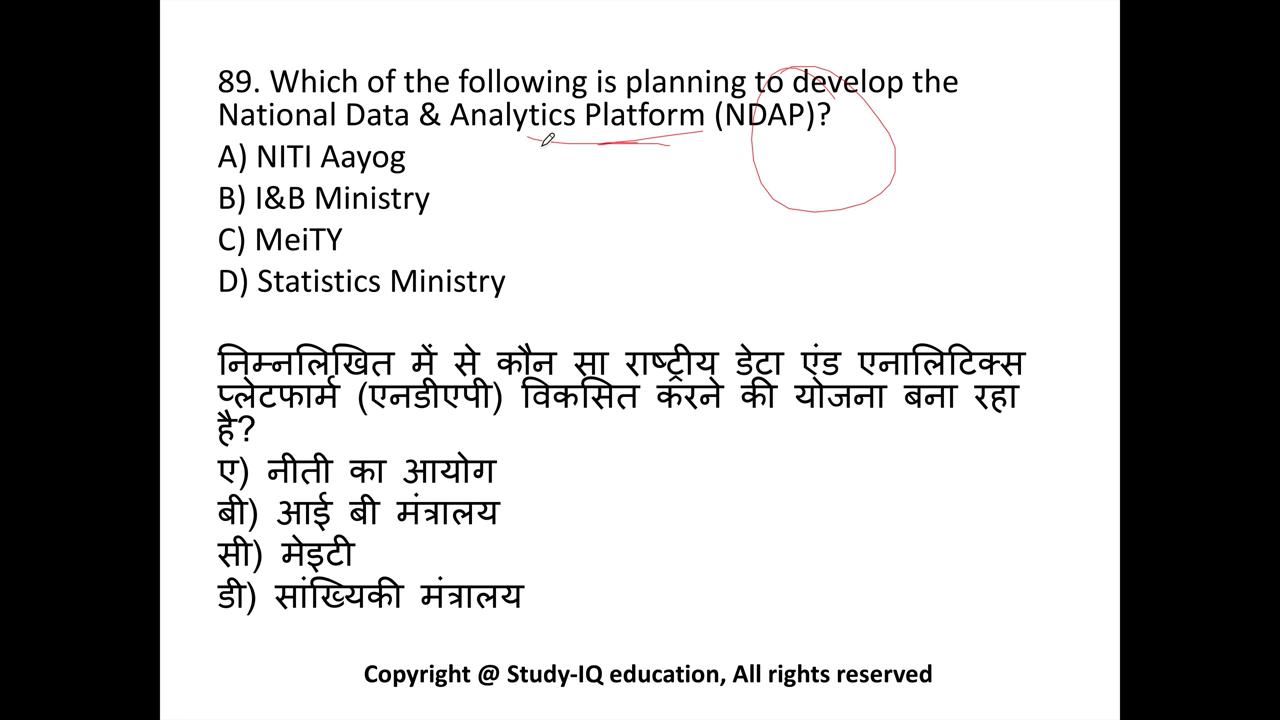 89. Which of the following is planning to develop the
National Data & Analytics Platform (NDAP)?
A) NITI Aayog
B) I&B Ministry
C) MeiTY
D) Statistics Ministry
निम्नलिखित में से कौन सा राष्ट्रीय डेटा एंड एनालिटिक्स
प्लेटफार्म (एनडीएपी) विकसित करने की योजना बना रहा
है?
ए) नीती का आयोग
बी) आई बी मंत्रालय
सी) मेइटी
डी) सांख्यिकी मंत्रालय
Copyright @ Study-IQ education, All rights reserved